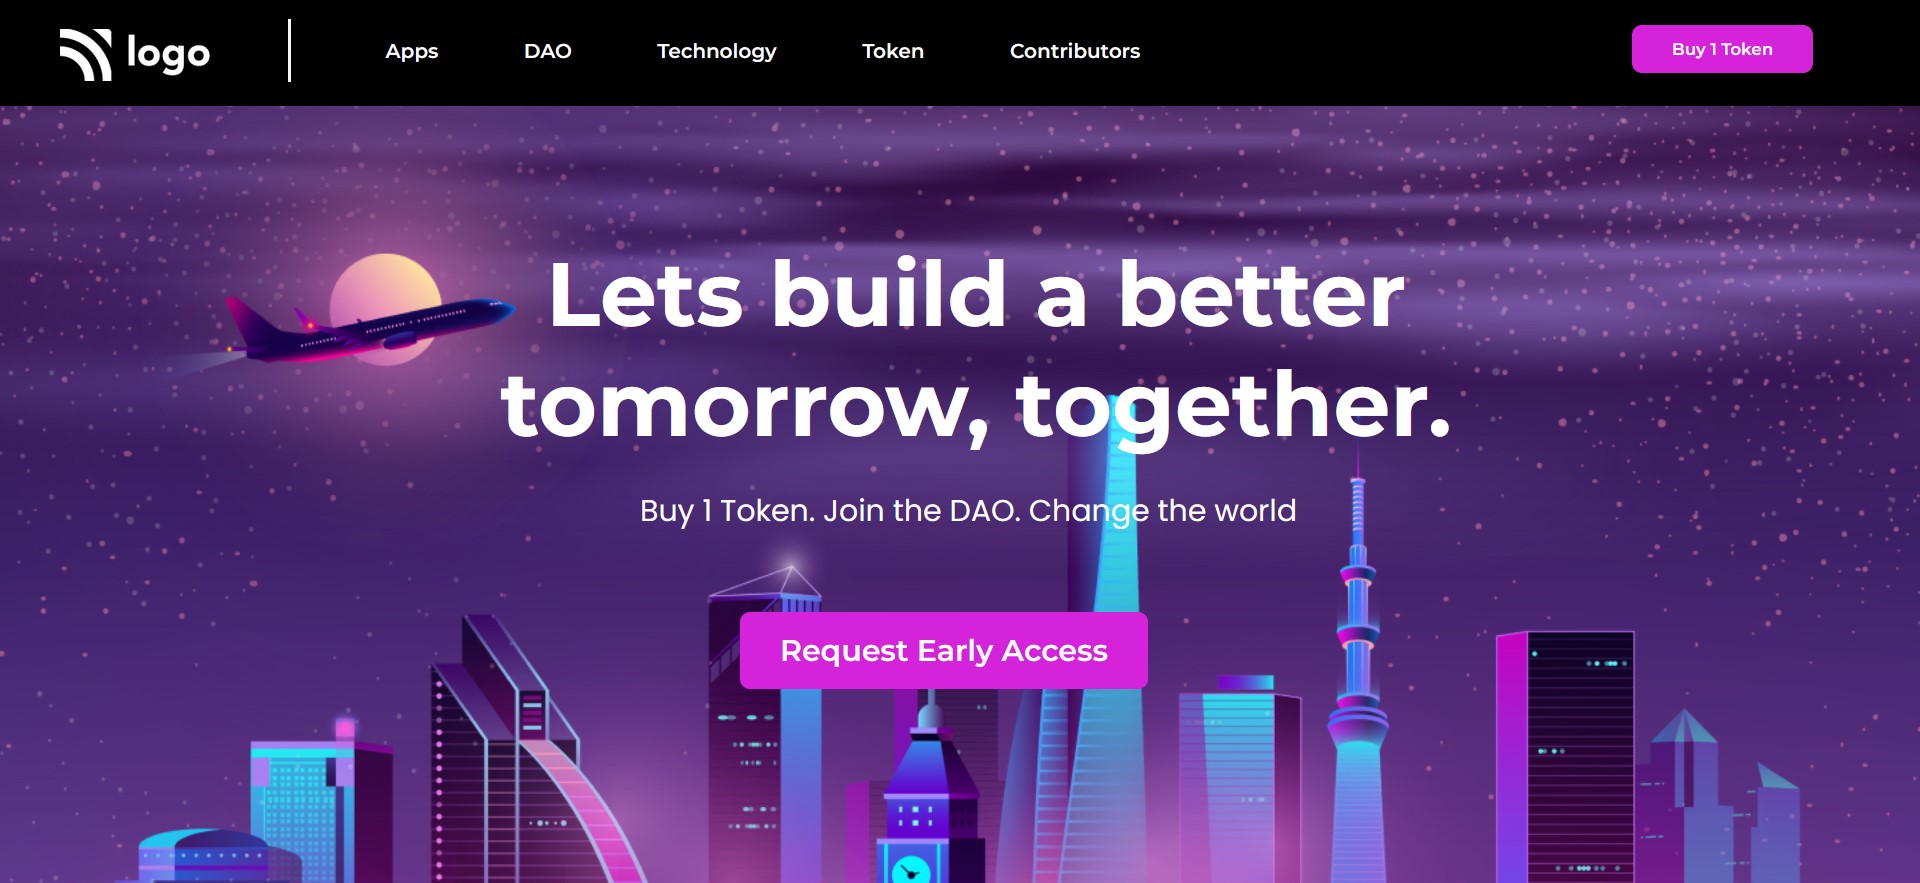 logo
Apps
DAO
Technology
Token
Contributors
Buy 1 Token
Lets build a better
tomorrow, together.
Buy 1 Token. Join the DAO. Change the world
Request Early Access